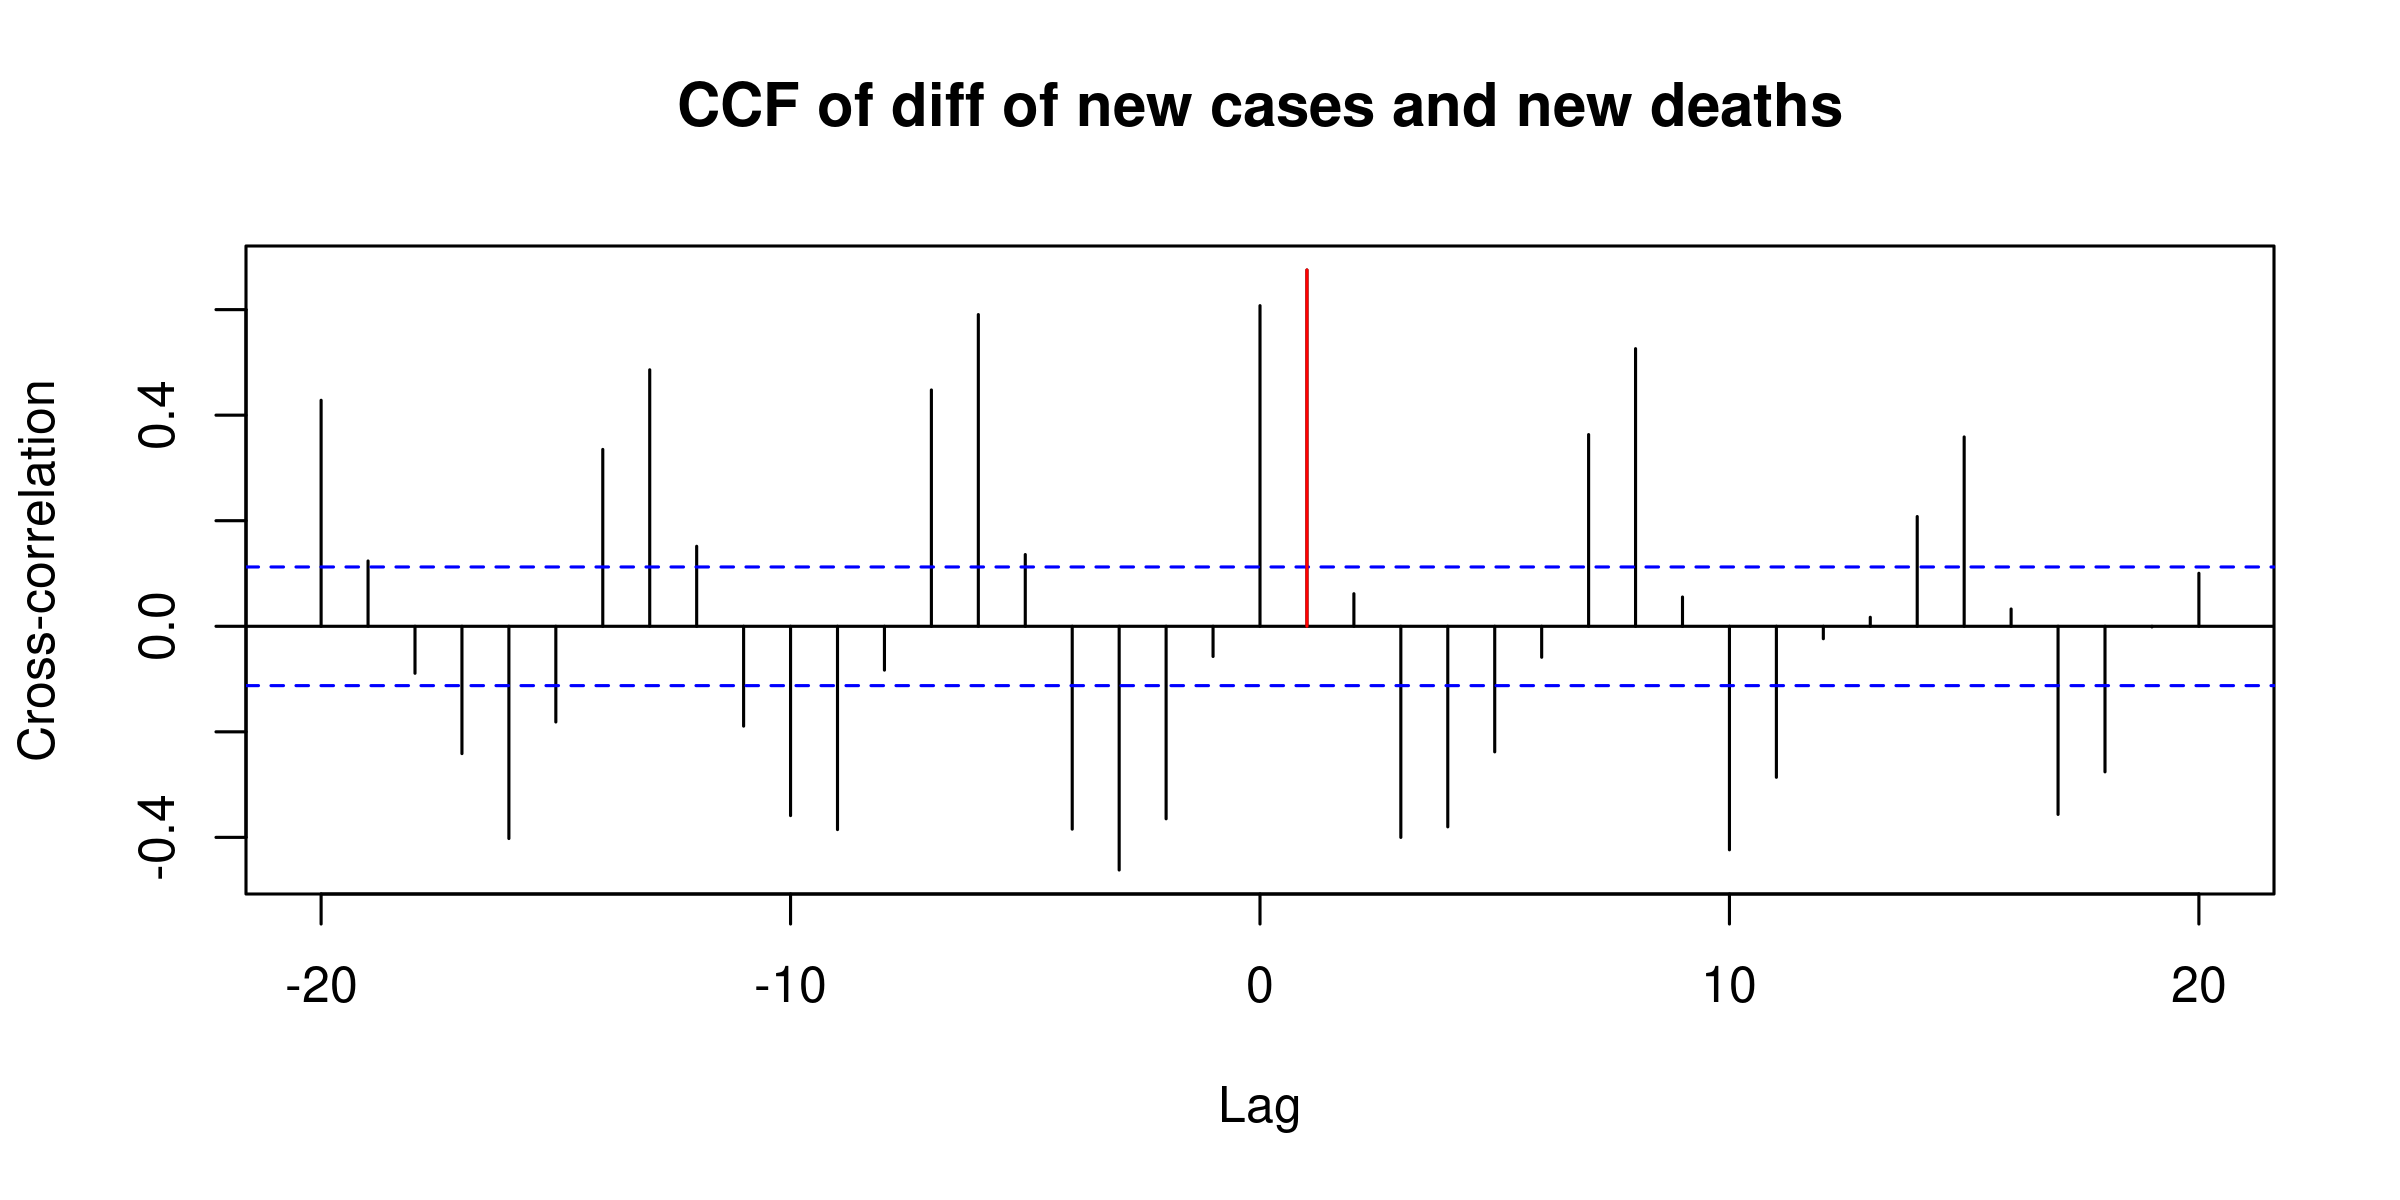 CCF of diff of new cases and new deaths
Cross-correlation
0.4
0.0
-0.4
-20 -10 0 10 20
Lag